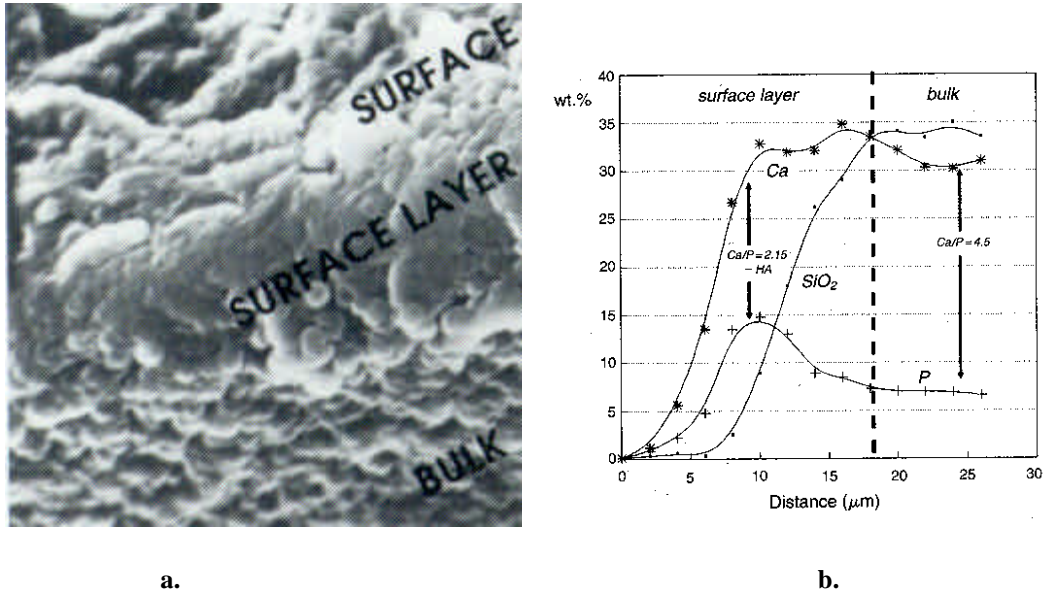 SURFACE
SURFACE LAYER
BULK
a.
wt.%
40
35
30
25
20
15
10
5
0
surface layer
bulk
Ca
Ca/P=2.15
– HA
SiO₂
Ca/P=4.5
P
0 5 10 15 20 25 30
Distance (μm)
b.